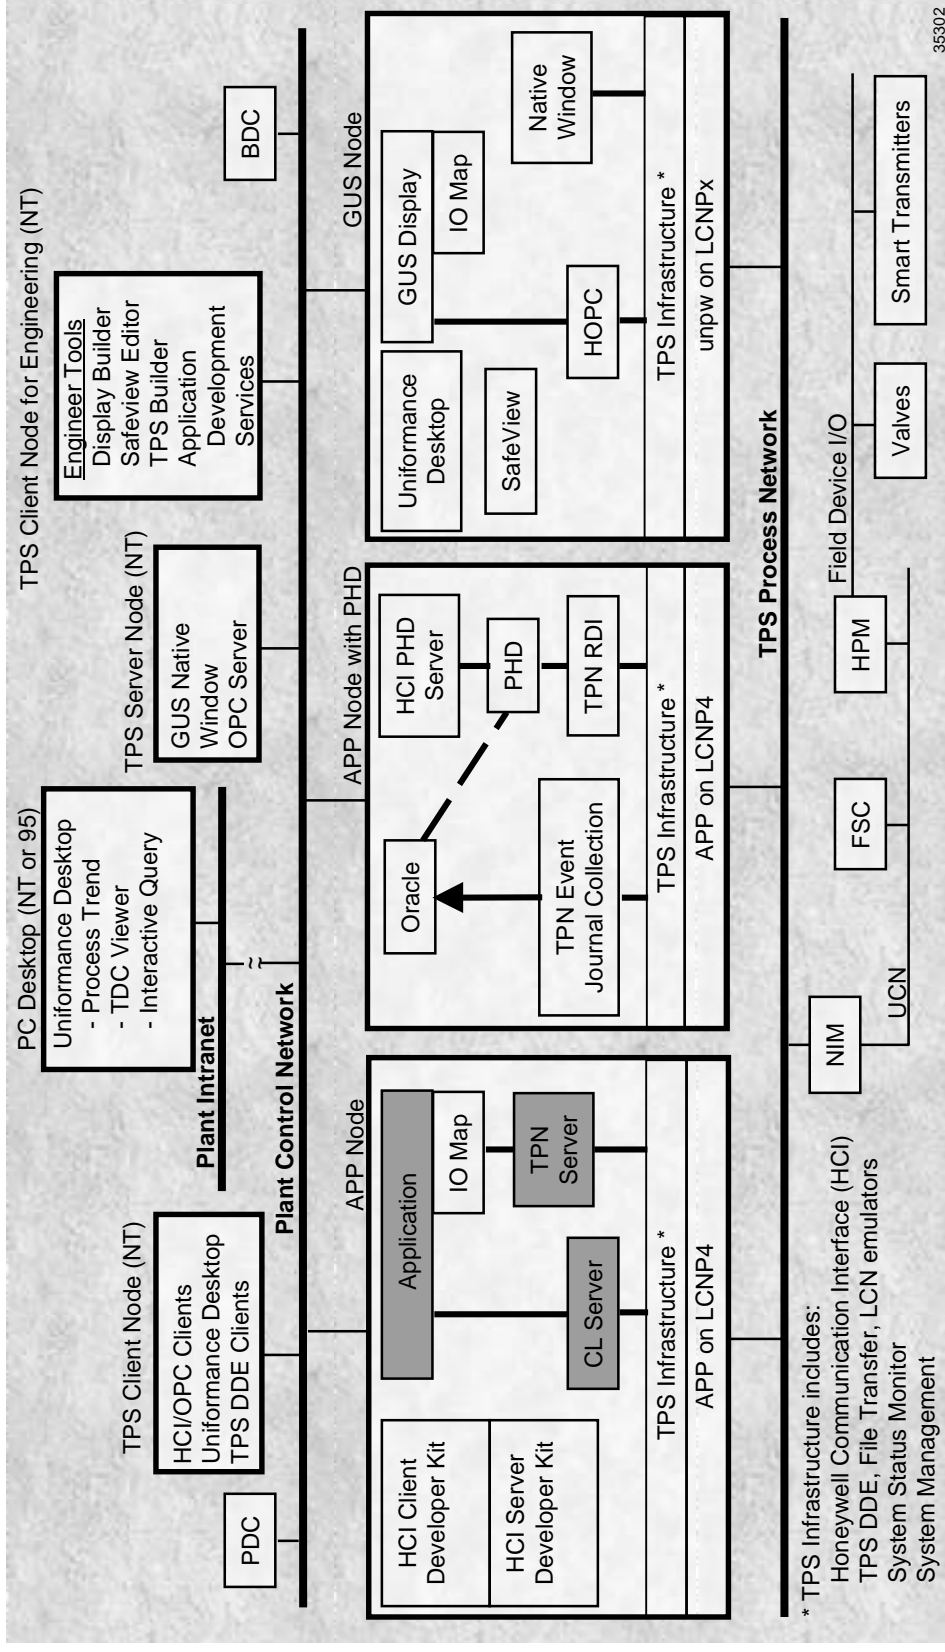 PC Desktop (NT or 95)
Uniformance Desktop
- Process Trend
- TDC Viewer
- Interactive Query
TPS Client Node for Engineering (NT)
Engineer Tools
Display Builder
Safeview Editor
TPS Builder
Application
Development
Services
TPS Client Node (NT)
HCI/OPC Clients
Uniformance Desktop
TPS DDE Clients
TPS Server Node (NT)
GUS Native
Window
OPC Server
PDC
BDC
Plant Intranet
~
~
Plant Control Network
APP Node
HCI Client
Developer Kit
HCI Server
Developer Kit
Application
IO Map
CL Server
TPN
Server
TPS Infrastructure *
APP on LCNP4
APP Node with PHD
Oracle
HCI PHD
Server
PHD
TPN Event
Journal Collection
TPN RDI
TPS Infrastructure *
APP on LCNP4
GUS Node
Uniformance
Desktop
GUS Display
IO Map
SafeView
HOPC
Native
Window
TPS Infrastructure *
unpw on LCNPx
TPS Process Network
* TPS Infrastructure includes:
Honeywell Communication Interface (HCI)
TPS DDE, File Transfer, LCN emulators
System Status Monitor
System Management
NIM
UCN
FSC
HPM
Field Device I/O
Valves
Smart Transmitters
35302